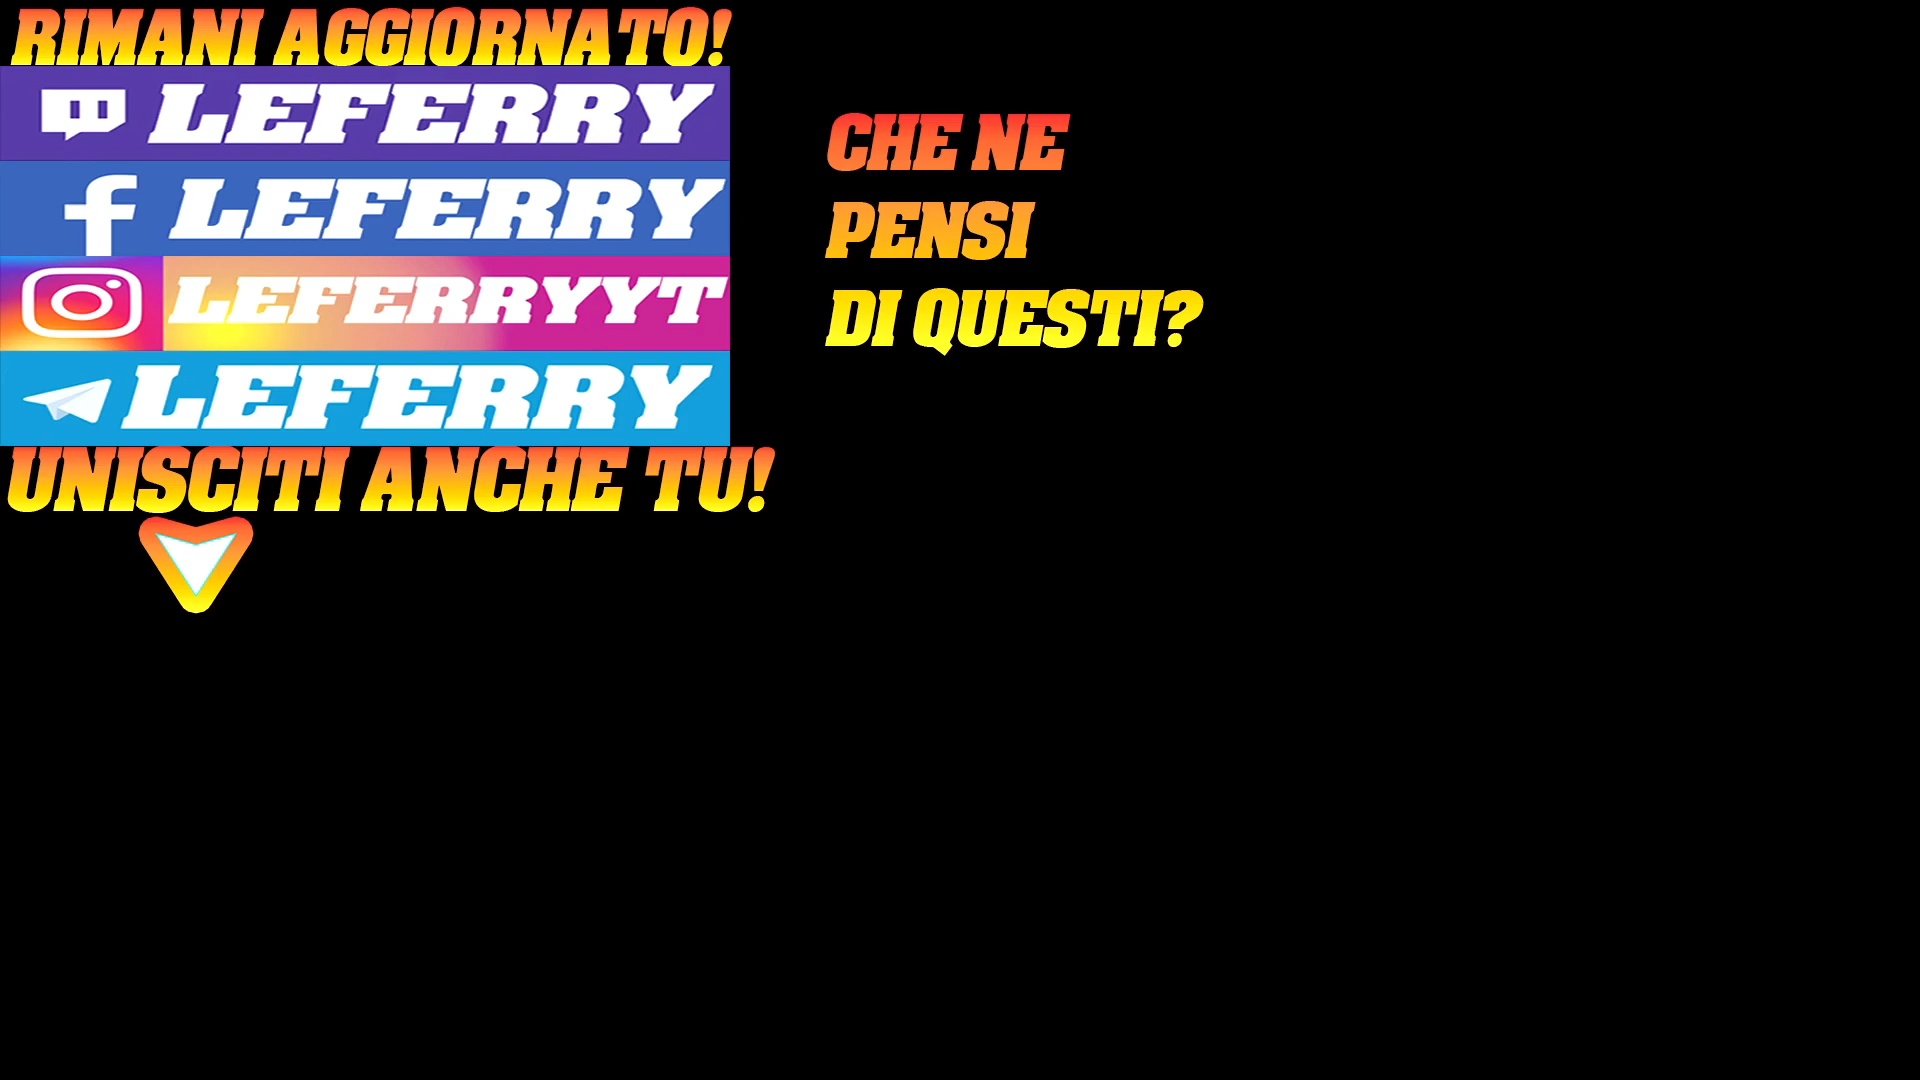 RIMANI AGGIORNATO!
LEFERRY
LEFERRY
LEFERRYYT
LEFERRY
UNISCITI ANCHE TU!
CHE NE
PENSI
DI QUESTI?